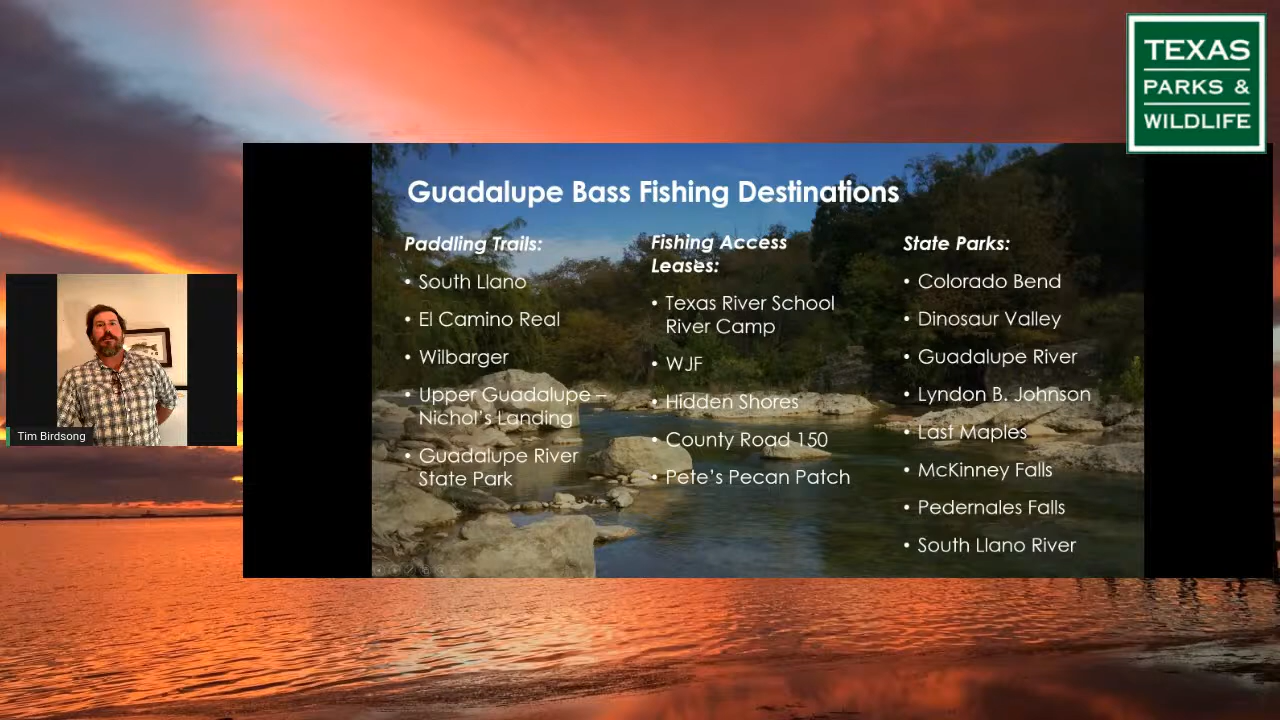 TEXAS
PARKS &
WILDLIFE
Guadalupe Bass Fishing Destinations
Paddling Trails:
• South Llano
• El Camino Real
• Wilbarger
• Upper Guadalupe –
Nichol's Landing
• Guadalupe River
State Park
Fishing Access
Leases:
• Texas River School
River Camp
• WJF
• Hidden Shores
• County Road 150
• Pete's Pecan Patch
State Parks:
• Colorado Bend
• Dinosaur Valley
• Guadalupe River
• Lyndon B. Johnson
• Last Maples
• McKinney Falls
• Pedernales Falls
• South Llano River
Tim Birdsong